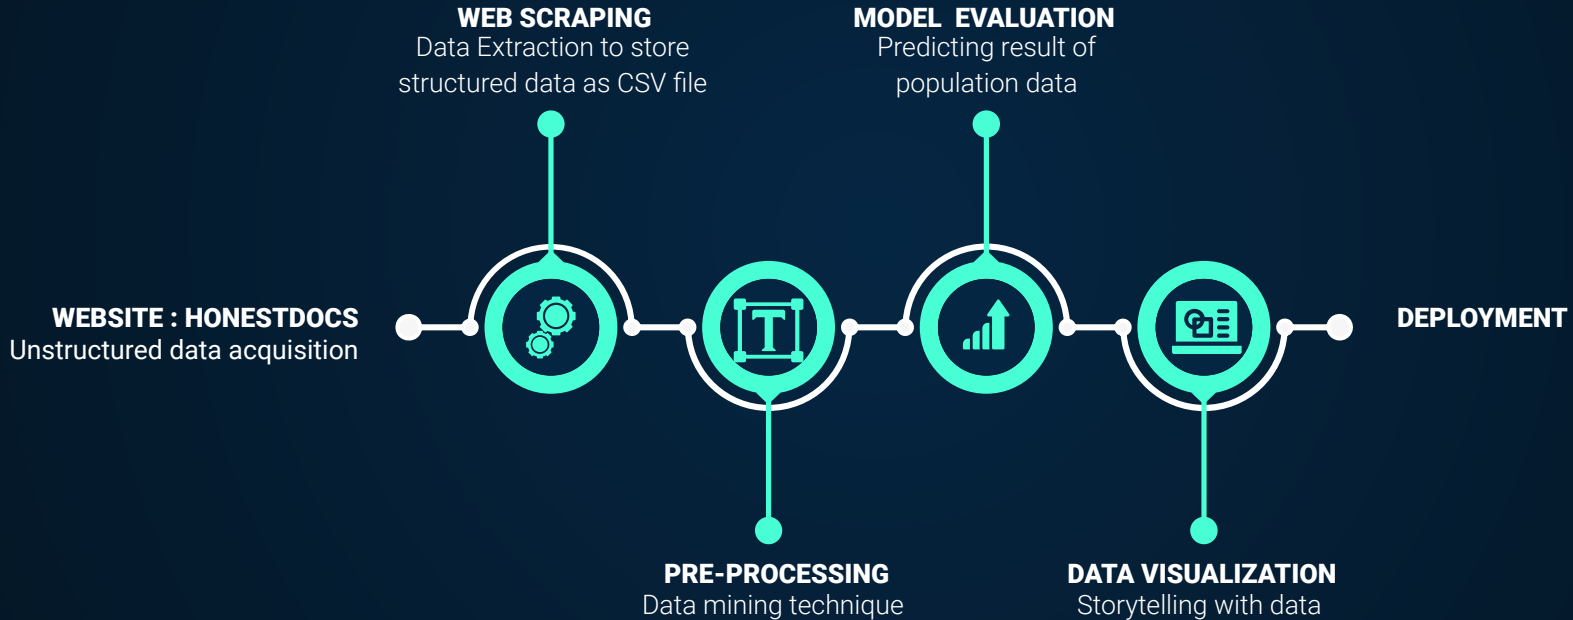 WEB SCRAPING
Data Extraction to store
structured data as CSV file
MODEL EVALUATION
Predicting result of
population data
WEBSITE : HONESTDOCS
Unstructured data acquisition
T
DEPLOYMENT
PRE-PROCESSING
Data mining technique
DATA VISUALIZATION
Storytelling with data